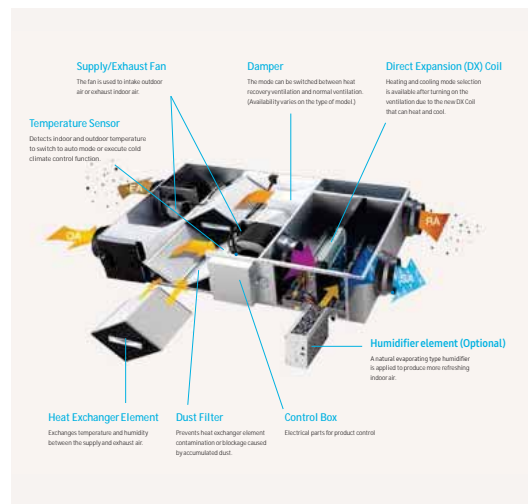 Supply/Exhaust Fan
The fan is used to intake outdoor
air or exhaust indoor air.
Damper
The mode can be switched between heat
recovery ventilation and normal ventilation.
(Availability varies on the type of model.)
Direct Expansion (DX) Coil
Heating and cooling mode selection
is available after turning on the
ventilation due to the new DX Coil
that can heat and cool.
Temperature Sensor
Detects indoor and outdoor temperature
to switch to auto mode or execute cold
climate control function.
EA
OA
RA
SA
Humidifier element (Optional)
A natural evaporating type humidifier
is applied to produce more refreshing
indoor air.
Heat Exchanger Element
Exchanges temperature and humidity
between the supply and exhaust air.
Dust Filter
Prevents heat exchanger element
contamination or blockage caused
by accumulated dust.
Control Box
Electrical parts for product control